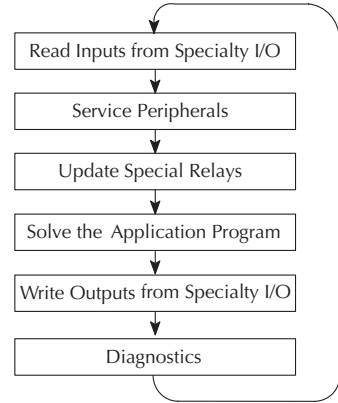 Read Inputs from Specialty I/O
Service Peripherals
Update Special Relays
Solve the Application Program
Write Outputs from Specialty I/O
Diagnostics